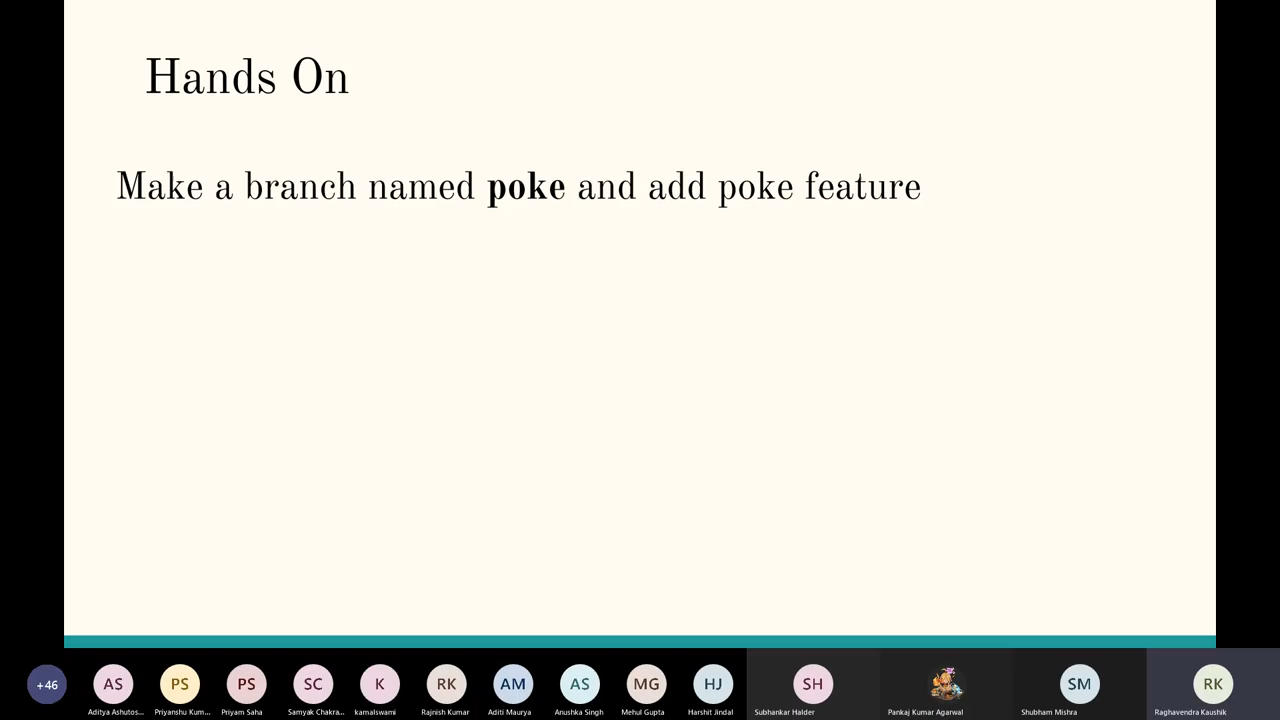 Hands On
Make a branch named poke and add poke feature
+46
AS
PS
PS
SC
K
RK
AM
AS
MG
HJ
SH
SM
RK
Aditya Ashutos...
Priyanshu Kum...
Priyam Saha
Samyak Chakra...
kamalswami
Rajnish Kumar
Aditi Maurya
Anushka Singh
Mehul Gupta
Harshit Jindal
Subhankar Halder
Pankaj Kumar Agarwal
Shubham Mishra
Raghavendra Kaushik